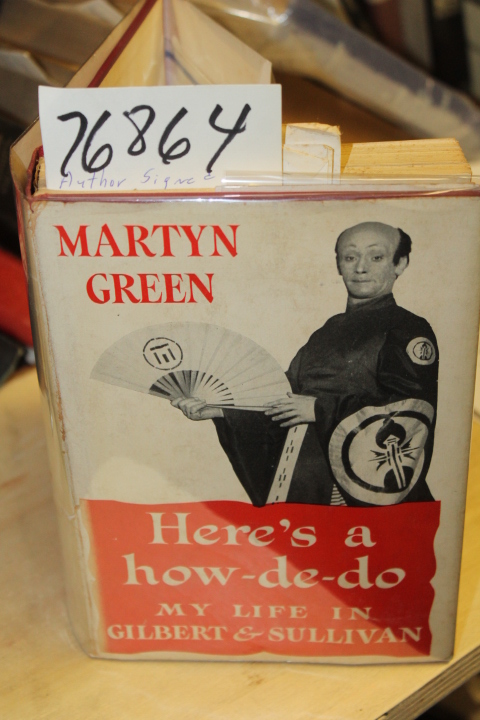 76864
Author Signed
MARTYN
GREEN
Here's a
how-de-do
MY LIFE IN
GILBERT & SULLIVAN